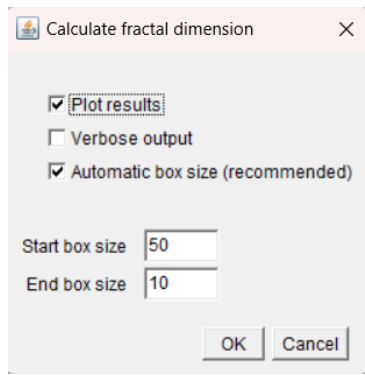 Calculate fractal dimension
Plot results
Verbose output
Automatic box size (recommended)
Start box size 50
End box size 10
OK Cancel